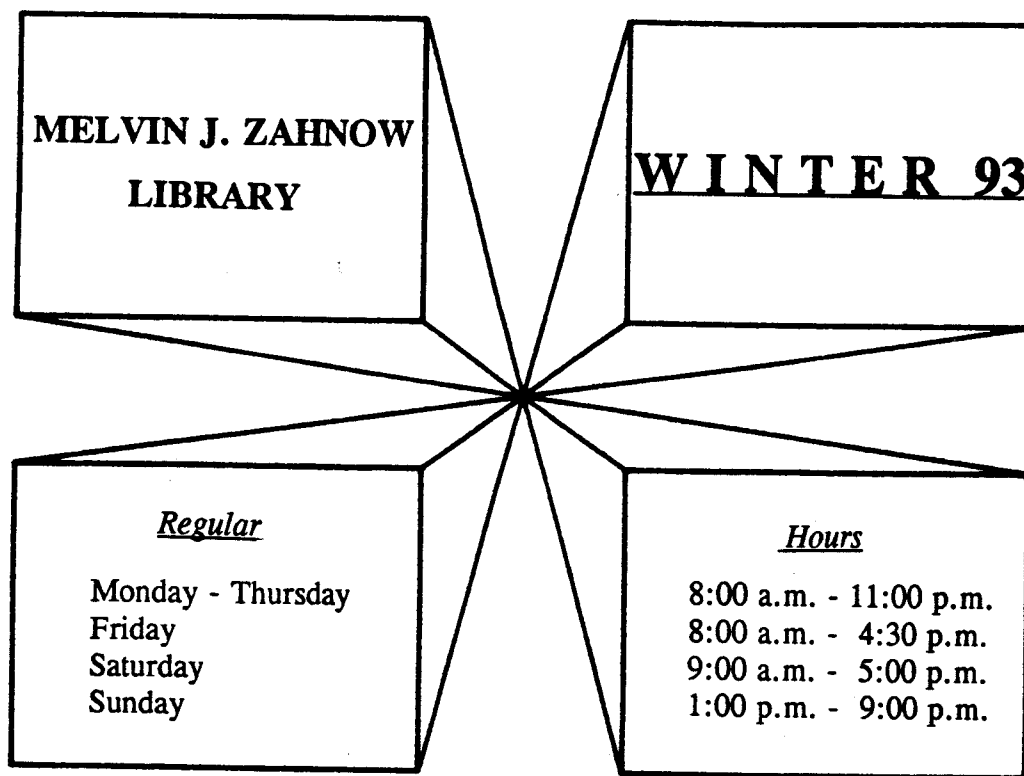 MELVIN J. ZAHNOW
LIBRARY
WINTER 93
Regular
Monday - Thursday
Friday
Saturday
Sunday
Hours
8:00 a.m. - 11:00 p.m.
8:00 a.m. - 4:30 p.m.
9:00 a.m. - 5:00 p.m.
1:00 p.m. - 9:00 p.m.